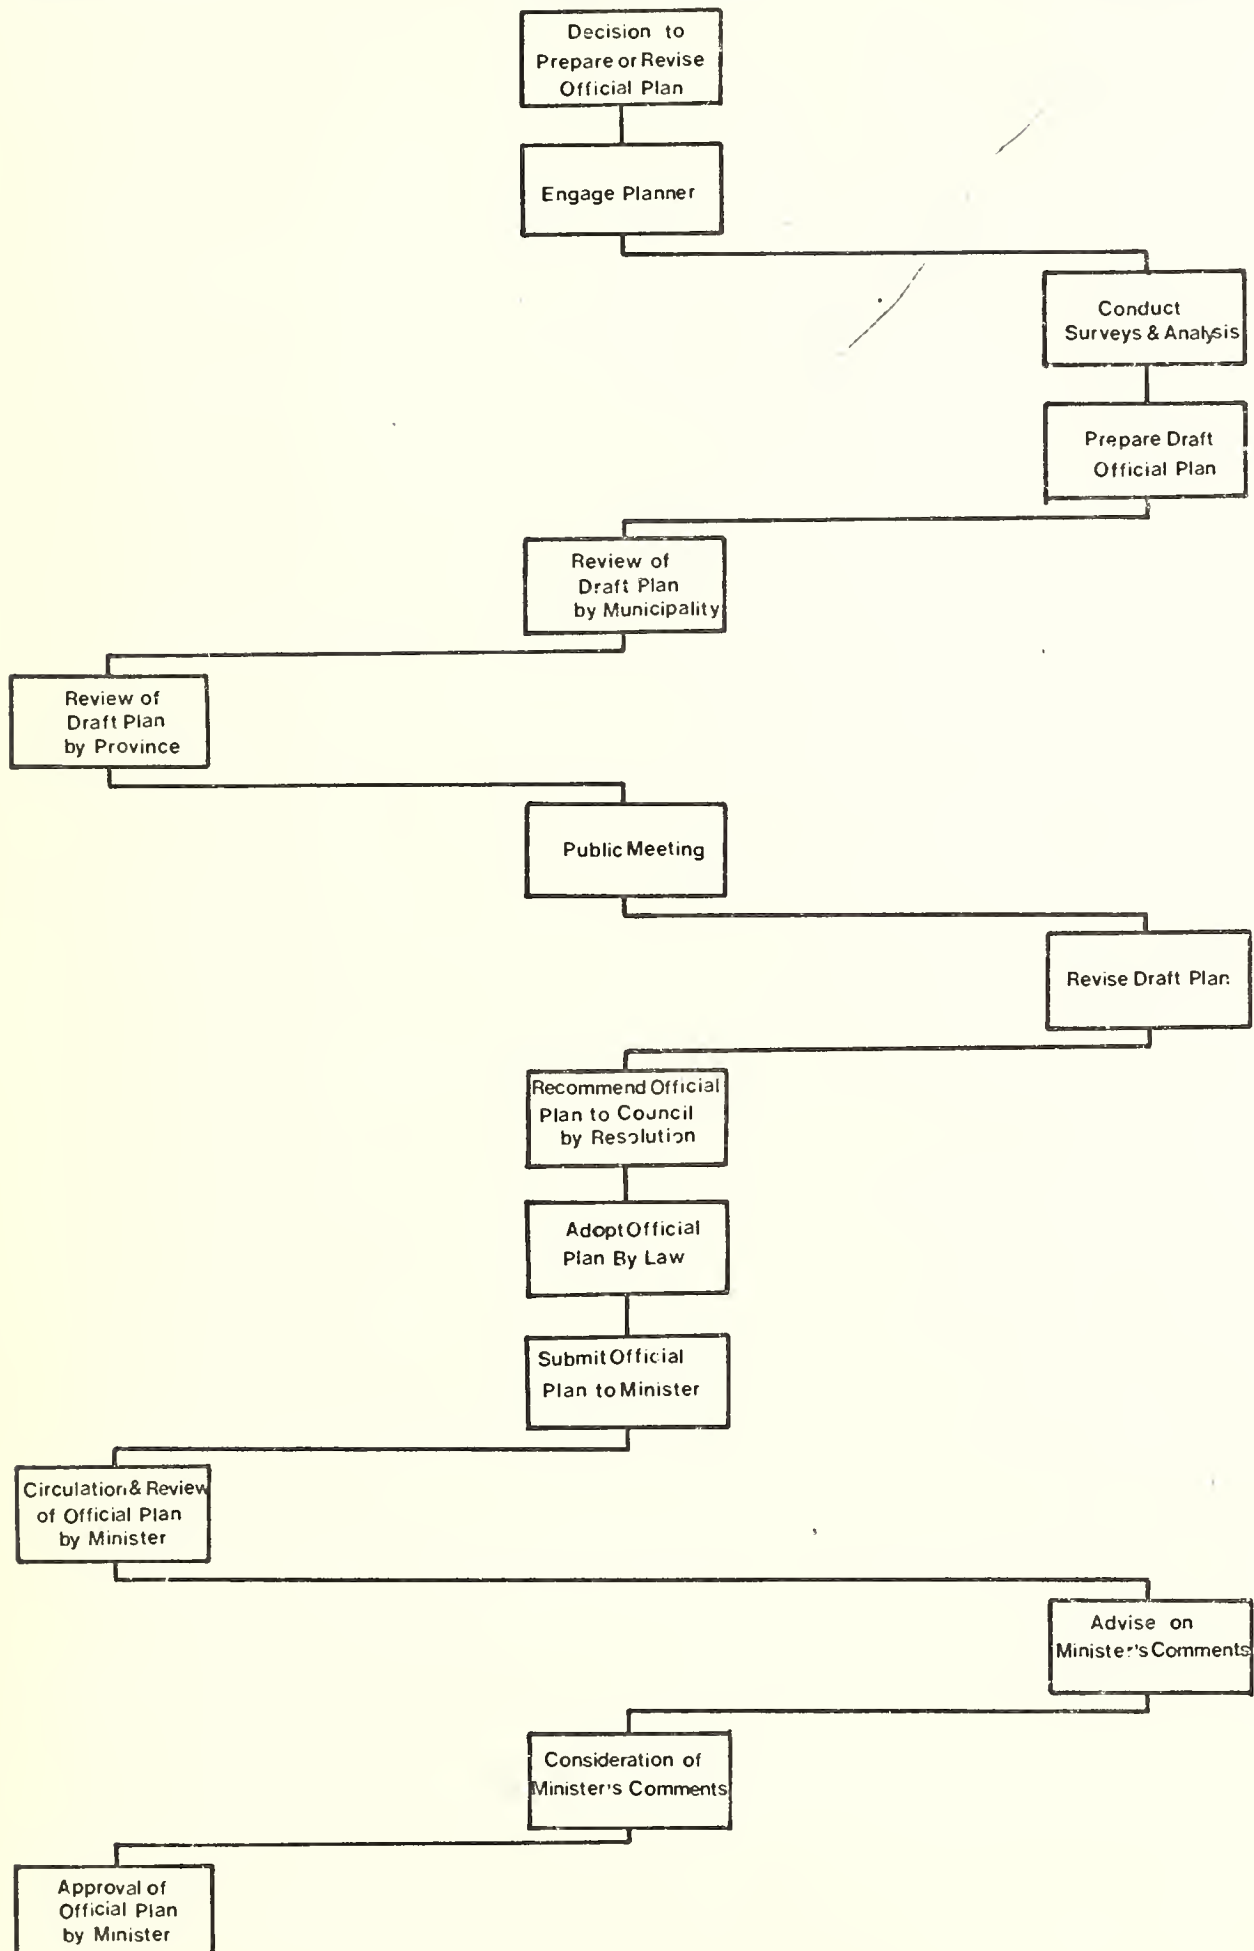 Decision to
Prepare or Revise
Official Plan
Engage Planner
Conduct
Surveys & Analysis
Prepare Draft
Official Plan
Review of
Draft Plan
by Municipality
Review of
Draft Plan
by Province
Public Meeting
Revise Draft Plan
Recommend Official
Plan to Council
by Resolution
Adopt Official
Plan By Law
Submit Official
Plan to Minister
Circulation & Review
of Official Plan
by Minister
Advise on
Minister's Comments
Consideration of
Minister's Comments
Approval of
Official Plan
by Minister